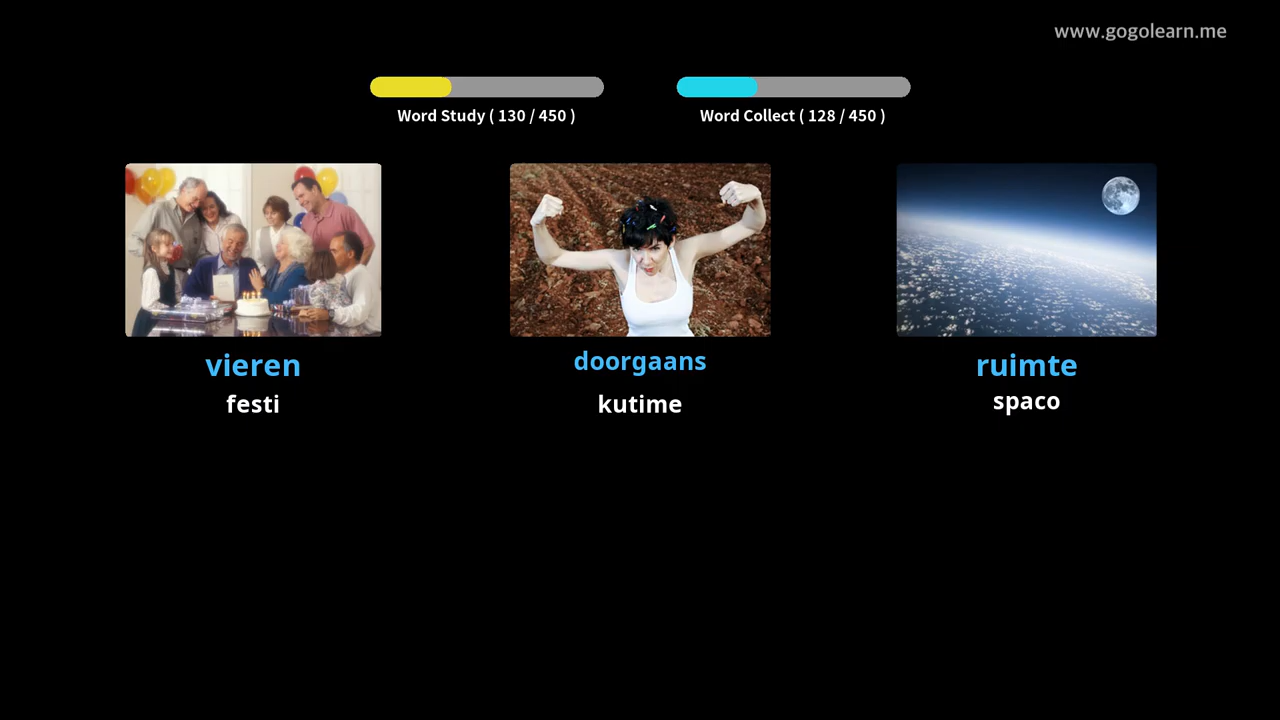 www.gogolearn.me
Word Study ( 130 / 450 )
Word Collect ( 128 / 450 )
vieren
festi
doorgaans
kutime
ruimte
spaco